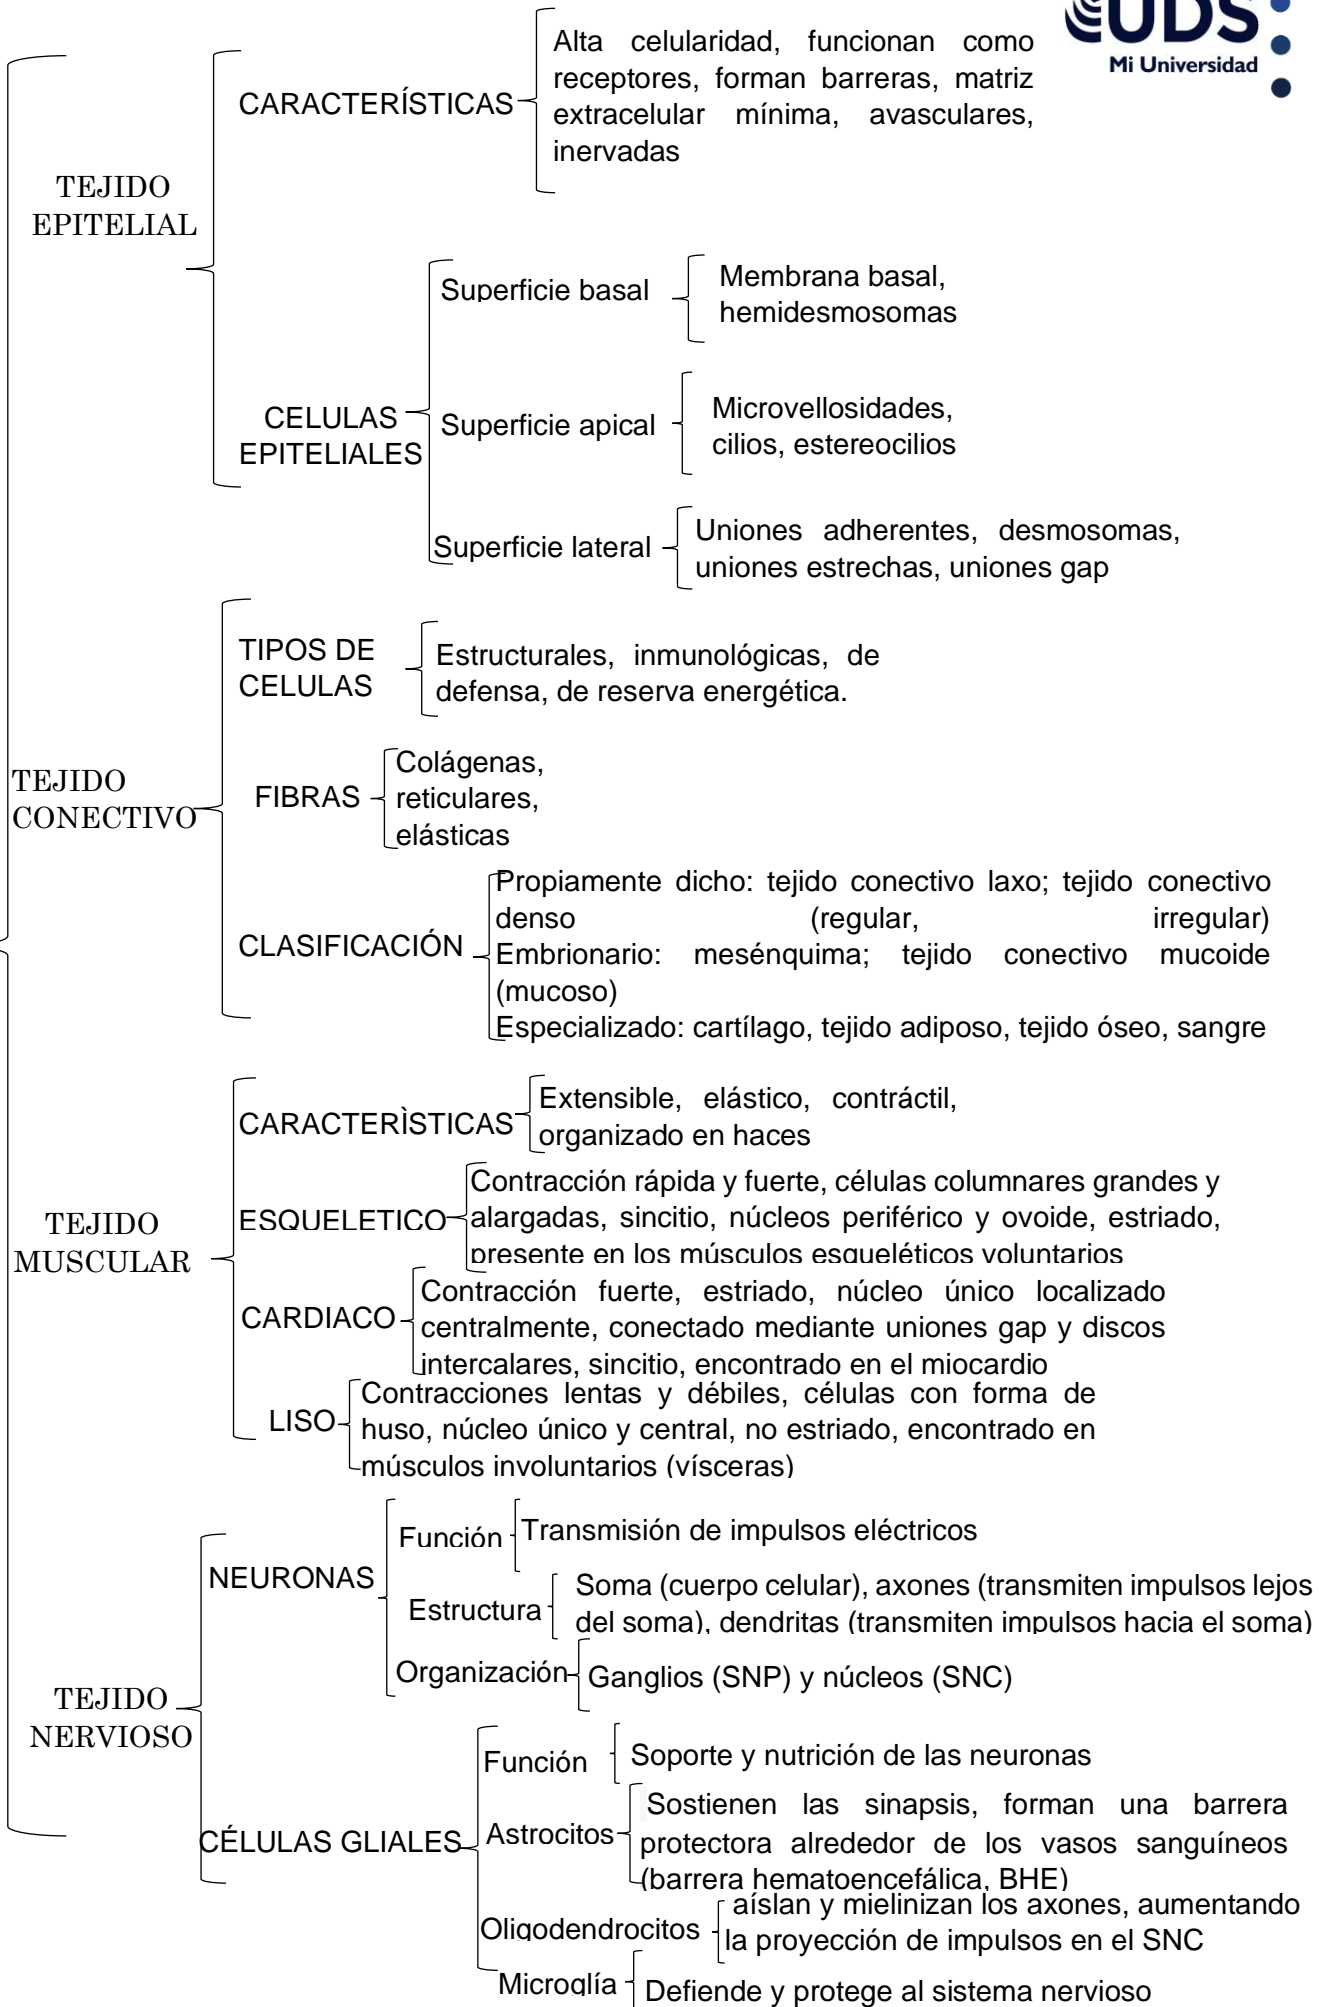 UDS
Mi Universidad
TEJIDO
EPITELIAL
CARACTERÍSTICAS
Alta celularidad, funcionan como
receptores, forman barreras, matriz
extracelular mínima, avasculares,
inervadas
CELULAS
EPITELIALES
Superficie basal
Membrana basal,
hemidesmosomas
Superficie apical
Microvellosidades,
cilios, estereocilios
Superficie lateral
Uniones adherentes, desmosomas,
uniones estrechas, uniones gap
TEJIDO
CONECTIVO
TIPOS DE
CELULAS
Estructurales, inmunológicas, de
defensa, de reserva energética.
FIBRAS
Colágenas,
reticulares,
elásticas
CLASIFICACIÓN
Propiamente dicho: tejido conectivo laxo; tejido conectivo
denso (regular, irregular)
Embrionario: mesénquima; tejido conectivo mucoide
(mucoso)
Especializado: cartílago, tejido adiposo, tejido óseo, sangre
TEJIDO
MUSCULAR
CARACTERÌSTICAS
Extensible, elástico, contráctil,
organizado en haces
ESQUELETICO
Contracción rápida y fuerte, células columnares grandes y
alargadas, sincitio, núcleos periférico y ovoide, estriado,
presente en los músculos esqueléticos voluntarios
CARDIACO
Contracción fuerte, estriado, núcleo único localizado
centralmente, conectado mediante uniones gap y discos
intercalares, sincitio, encontrado en el miocardio
LISO
Contracciones lentas y débiles, células con forma de
huso, núcleo único y central, no estriado, encontrado en
músculos involuntarios (vísceras)
TEJIDO
NERVIOSO
NEURONAS
Función
Transmisión de impulsos eléctricos
Estructura
Soma (cuerpo celular), axones (transmiten impulsos lejos
del soma), dendritas (transmiten impulsos hacia el soma)
Organización
Ganglios (SNP) y núcleos (SNC)
CÉLULAS GLIALES
Función
Soporte y nutrición de las neuronas
Astrocitos
Sostienen las sinapsis, forman una barrera
protectora alrededor de los vasos sanguíneos
(barrera hematoencefálica, BHE)
Oligodendrocitos
aíslan y mielinizan los axones, aumentando
la proyección de impulsos en el SNC
Microglía
Defiende y protege al sistema nervioso